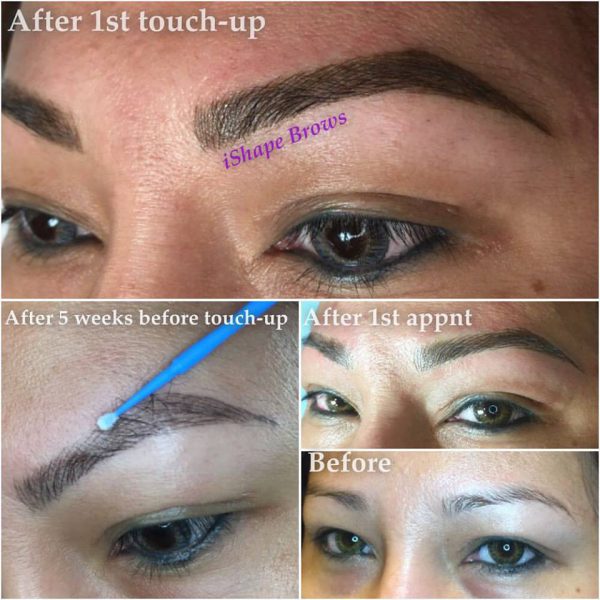 After 1st touch-up
iShape Brows
After 5 weeks before touch-up
After 1st appnt
Before